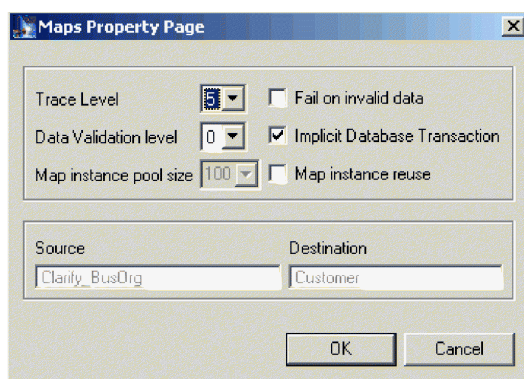 Maps Property Page
Trace Level 5 Fail on invalid data
Data Validation level 0 Implicit Database Transaction
Map instance pool size 100 Map instance reuse
Source Destination
Clarify_BusOrg Customer
OK Cancel